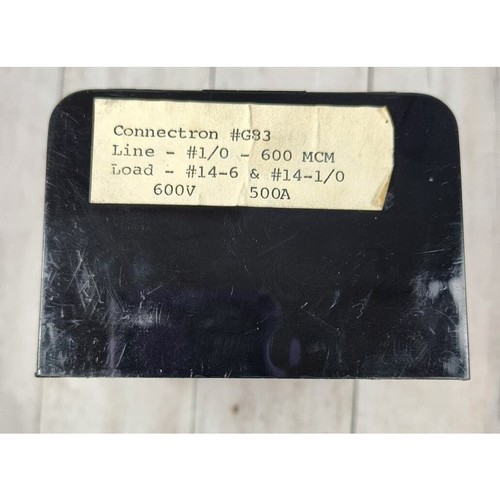 Connectron #G83
Line - #1/0 - 600 MCM
Load - #14-6 & #14-1/0
600V 500A